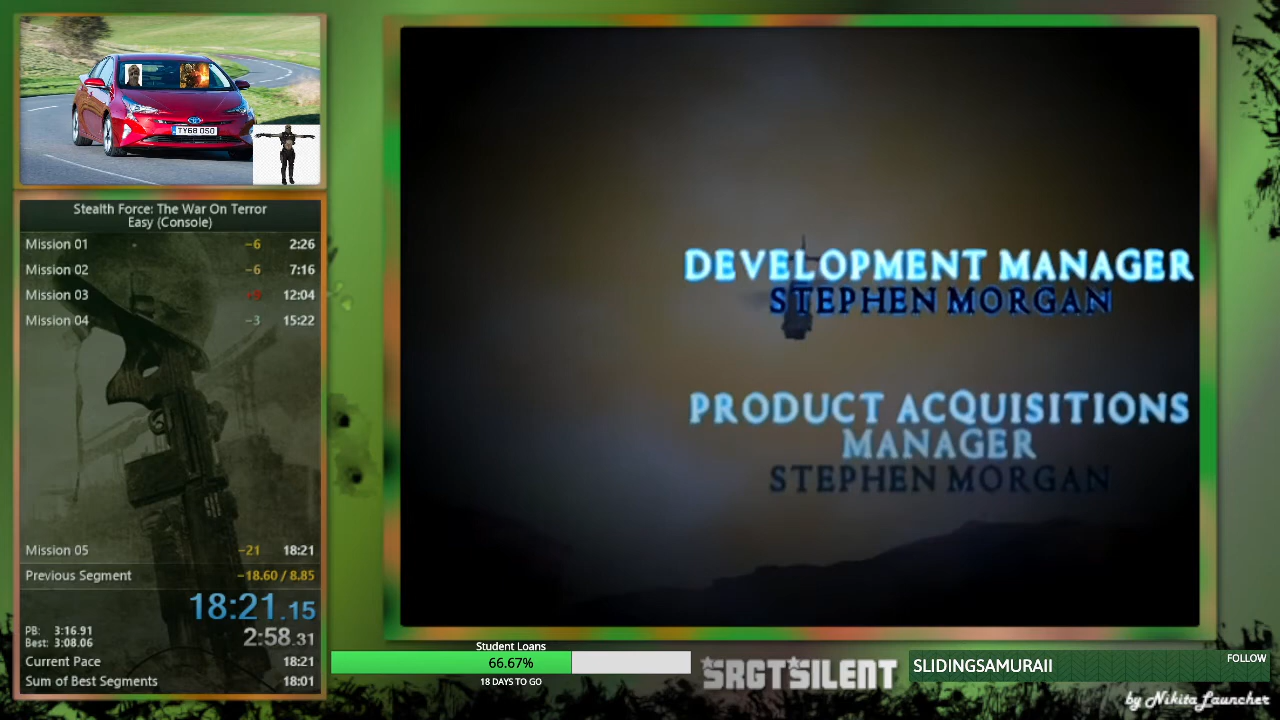 TY68 OSO
Stealth Force: The War On Terror
Easy (Console)
Mission 01 -6 2:26
Mission 02 -6 7:16
Mission 03 +0 12:04
Mission 04 -3 15:22
Mission 05 -21 18:21
Previous Segment -18.60 / 8.85
18:21.15
PB: 3:16.91
Best: 3:08.06
2:58.31
Current Pace 18:21
Sum of Best Segments 18:01
DEVELOPMENT MANAGER
STEPHEN MORGAN
PRODUCT ACQUISITIONS
MANAGER
STEPHEN MORGAN
Student Loans
66.67%
18 DAYS TO GO
SRGTSILENT
SLIDINGSAMURAII
FOLLOW
by NikitaLauncher